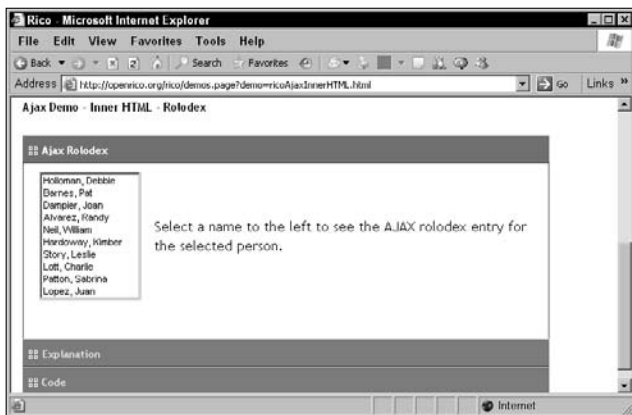 Rico - Microsoft Internet Explorer
File Edit View Favorites Tools Help
Back Search Favorites
Address http://openrico.org/rico/demos.page?demo=ricoAjaxInnerHTML.html Go Links »
Ajax Demo - Inner HTML - Rolodex
Ajax Rolodex
Holloman, Debbie
Barnes, Pat
Dampier, Joan
Alvarez, Randy
Neil, William
Hardoway, Kimber
Story, Leslie
Lott, Charlie
Patton, Sabrina
Lopez, Juan
Select a name to the left to see the AJAX rolodex entry for
the selected person.
Explanation
Code
Internet